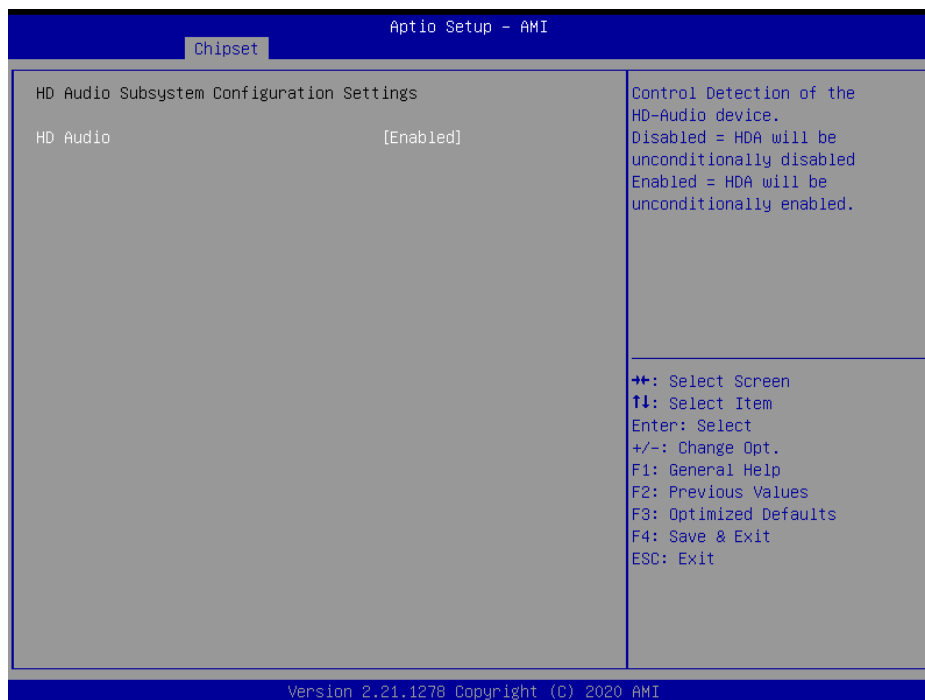 Aptio Setup – AMI
Chipset
HD Audio Subsystem Configuration Settings
HD Audio [Enabled]
Control Detection of the
HD-Audio device.
Disabled = HDA will be
unconditionally disabled
Enabled = HDA will be
unconditionally enabled.
→←: Select Screen
↑↓: Select Item
Enter: Select
+/-: Change Opt.
F1: General Help
F2: Previous Values
F3: Optimized Defaults
F4: Save & Exit
ESC: Exit
Version 2.21.1278 Copyright (C) 2020 AMI